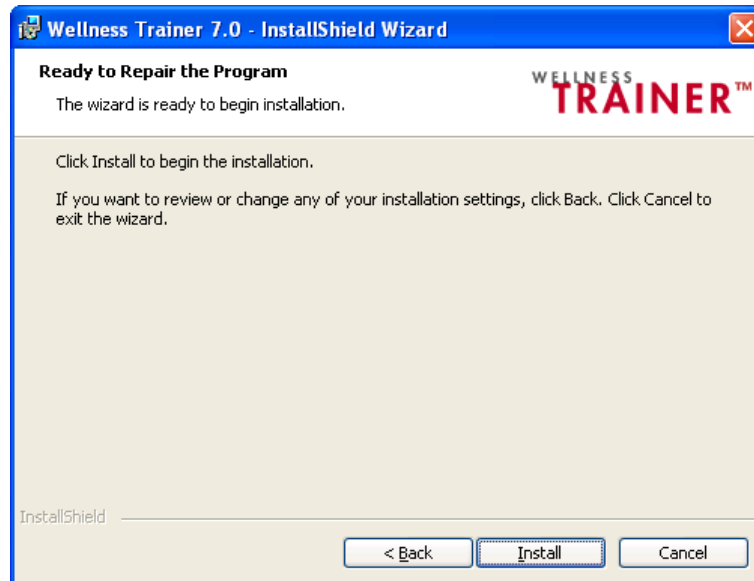 Wellness Trainer 7.0 - InstallShield Wizard
Ready to Repair the Program
The wizard is ready to begin installation.
WELLNESS
TRAINER™
Click Install to begin the installation.
If you want to review or change any of your installation settings, click Back. Click Cancel to
exit the wizard.
InstallShield
< Back
Install
Cancel